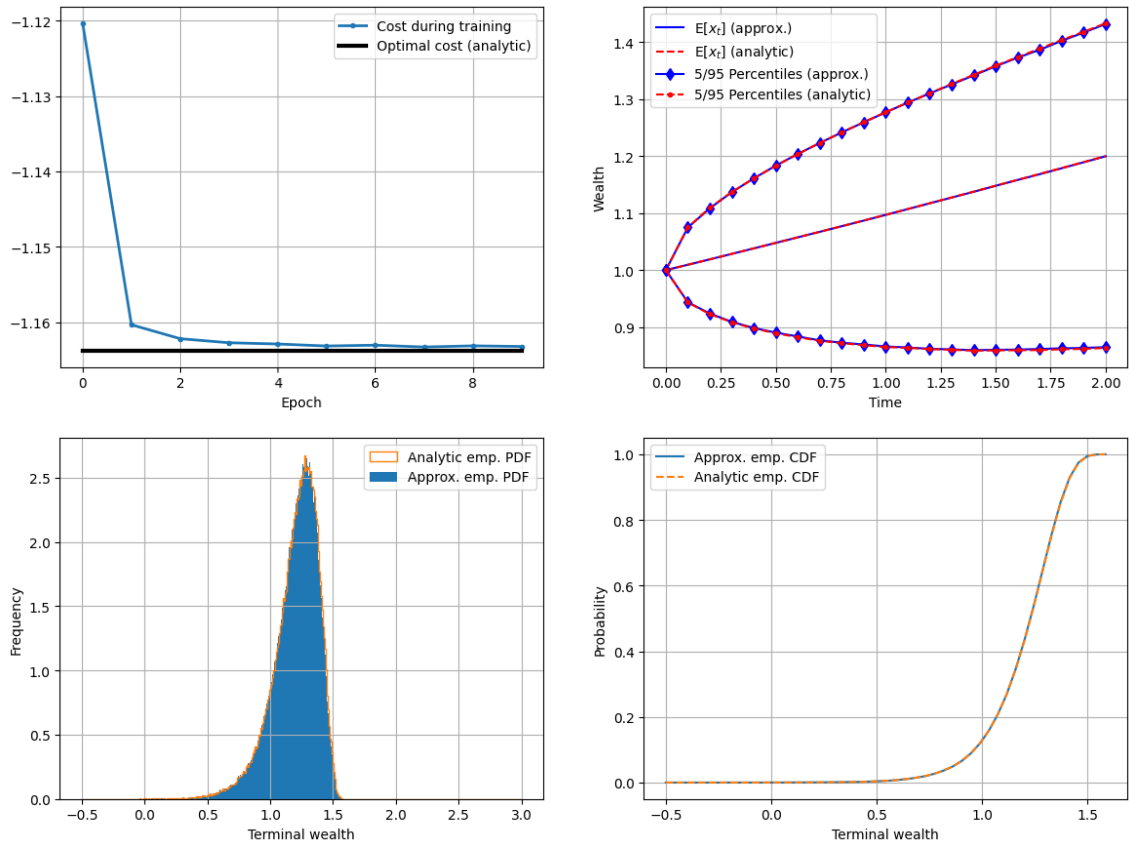 −1.12
−1.13
−1.14
−1.15
−1.16
0
2
4
6
8
Epoch
Cost during training
Optimal cost (analytic)
1.4
1.3
1.2
1.1
1.0
0.9
Wealth
0.00
0.25
0.50
0.75
1.00
1.25
1.50
1.75
2.00
Time
E[xₜ] (approx.)
E[xₜ] (analytic)
5/95 Percentiles (approx.)
5/95 Percentiles (analytic)
2.5
2.0
1.5
1.0
0.5
0.0
Frequency
−0.5
0.0
0.5
1.0
1.5
2.0
2.5
3.0
Terminal wealth
Analytic emp. PDF
Approx. emp. PDF
1.0
0.8
0.6
0.4
0.2
0.0
Probability
−0.5
0.0
0.5
1.0
1.5
Terminal wealth
Approx. emp. CDF
Analytic emp. CDF